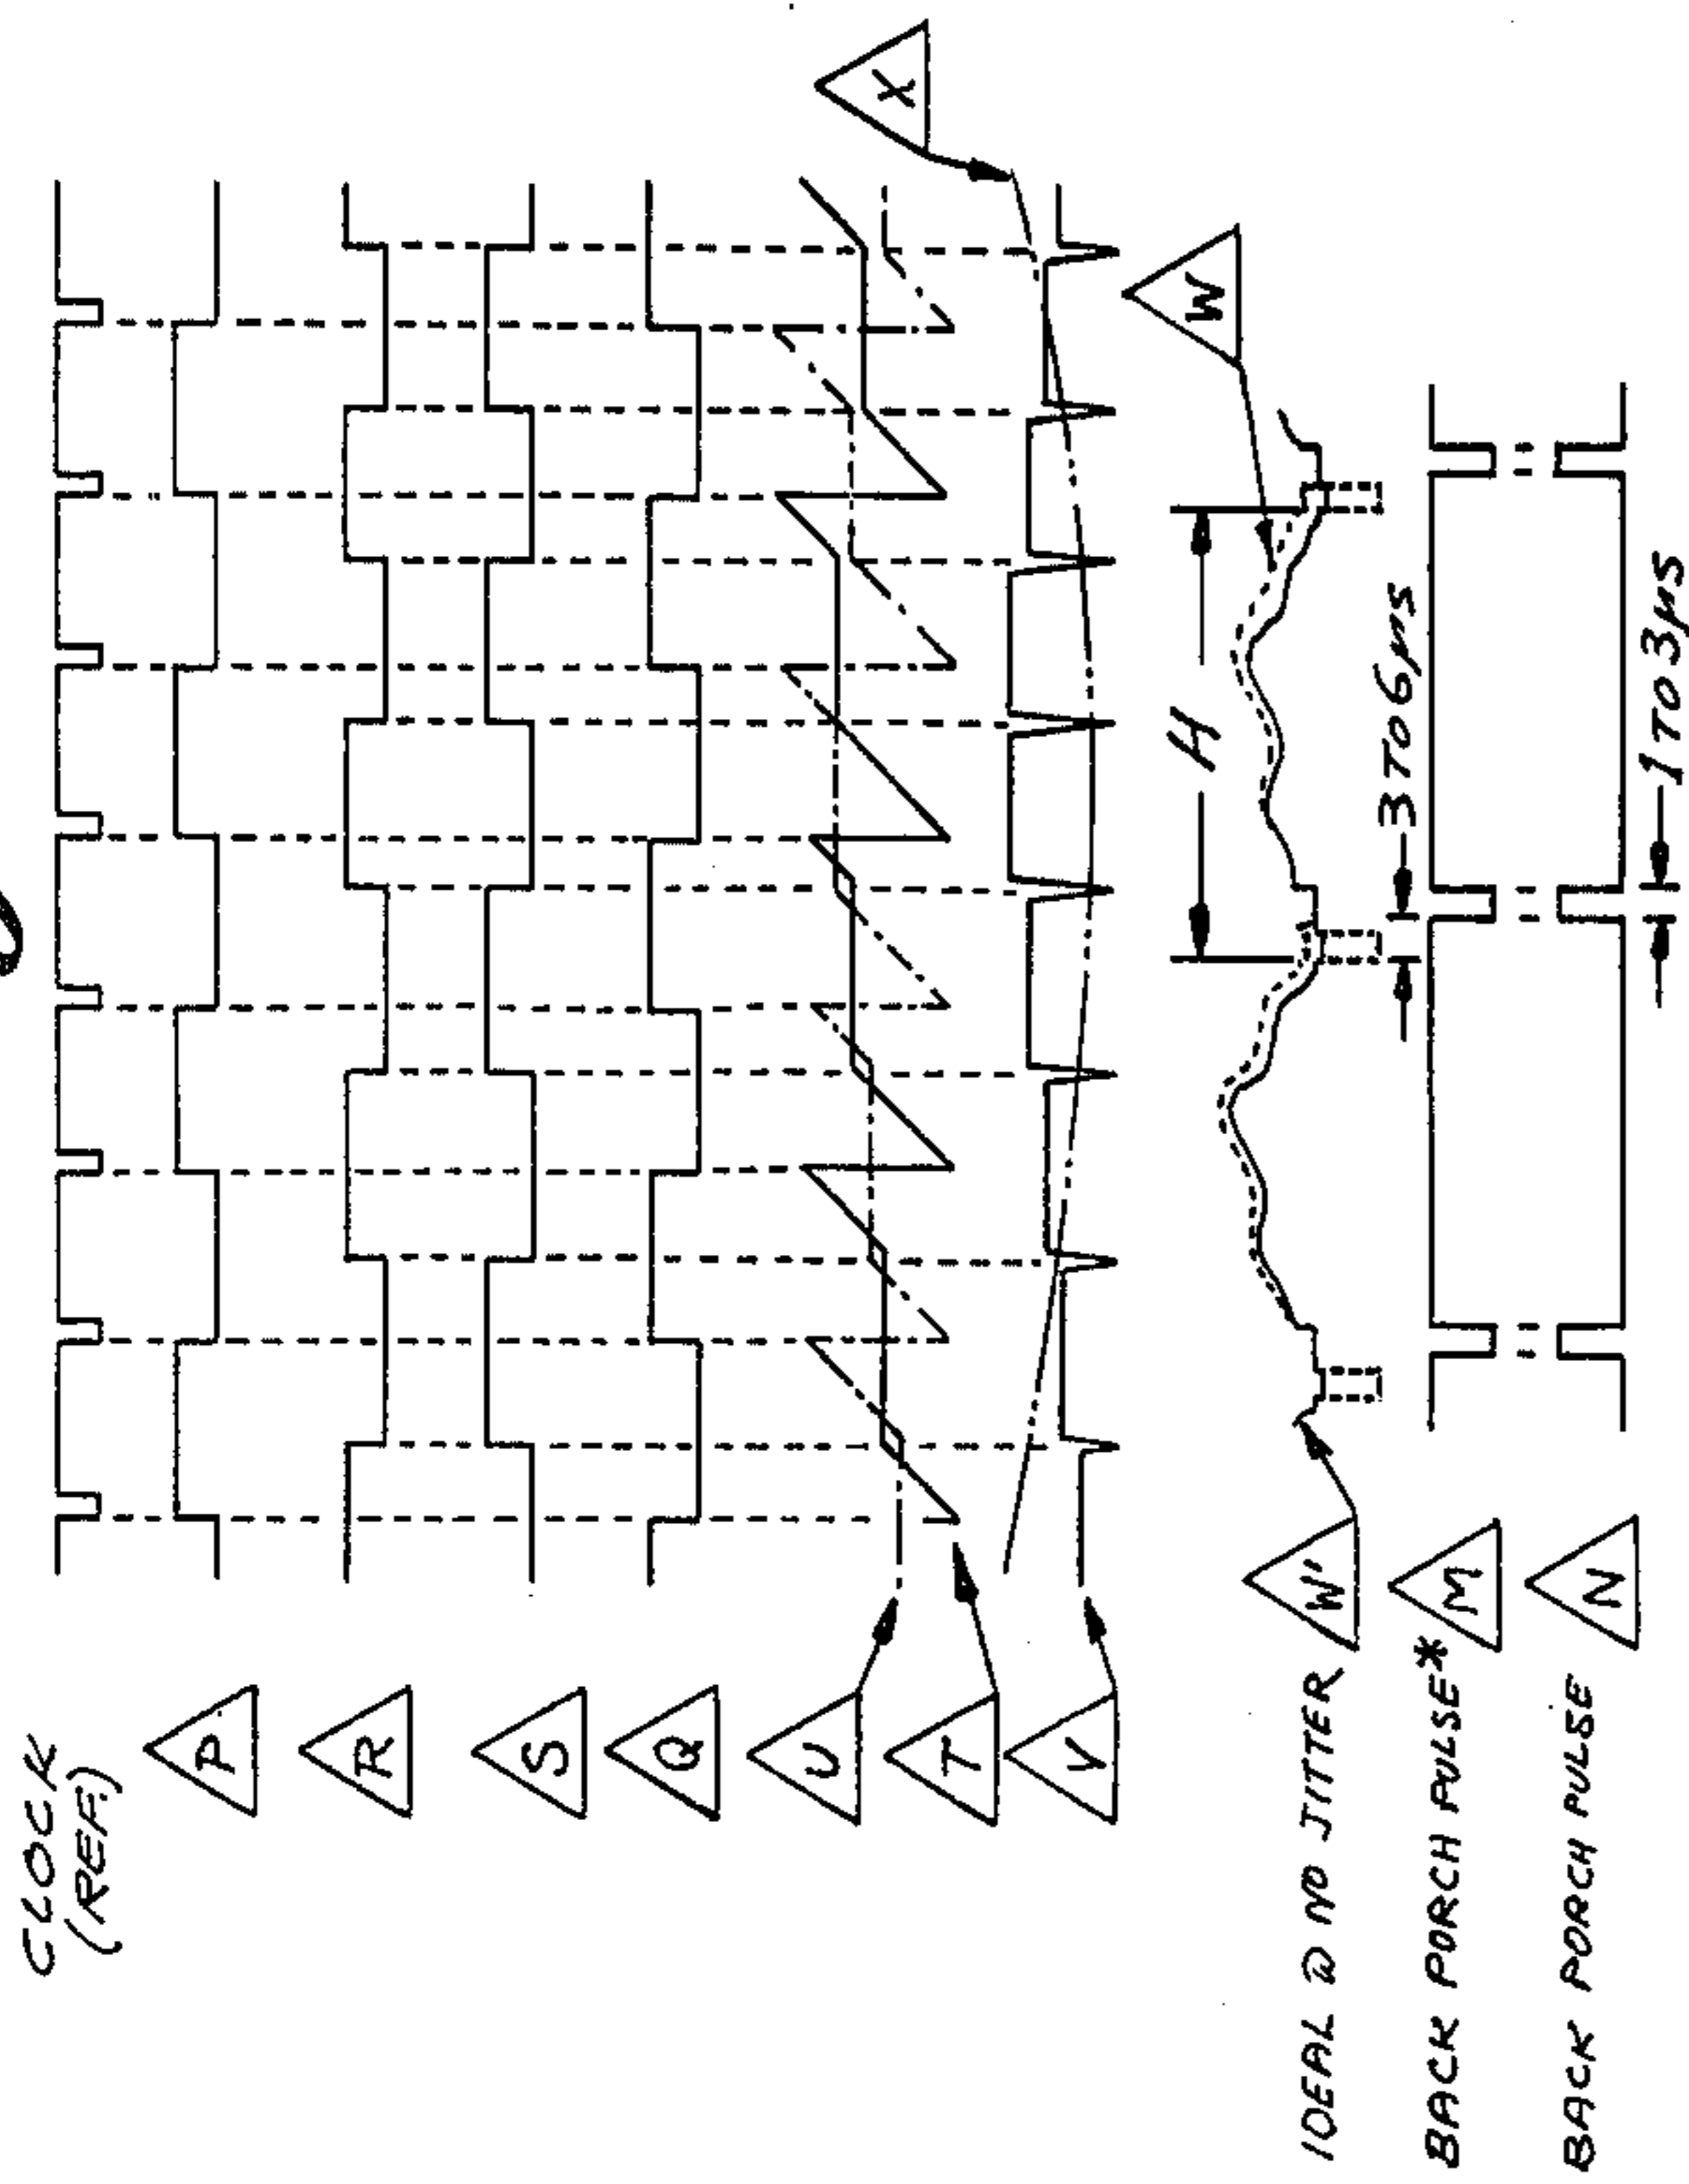 CLOCK
(REF)
P
R
S
Q
U
T
V
X
W
H
3 TO 6 µs
1 TO 3 µs
IDEAL @ NO JITTER
W'
BACK PORCH PULSE*
M
BACK PORCH PULSE
N